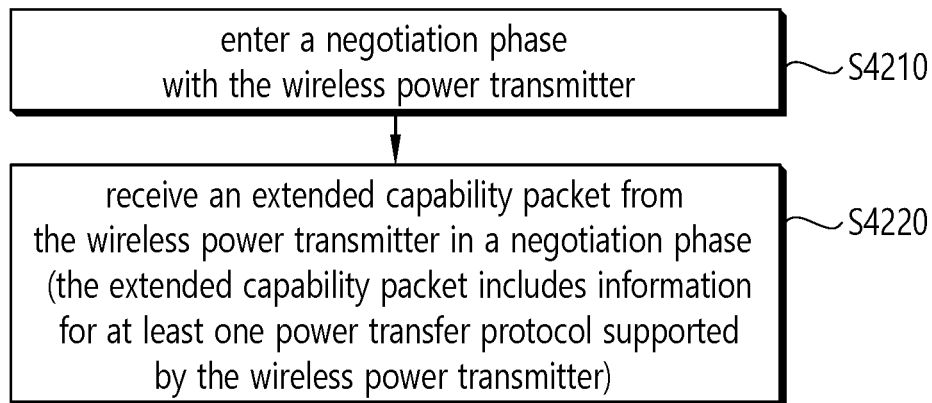 enter a negotiation phase
with the wireless power transmitter
S4210
receive an extended capability packet from
the wireless power transmitter in a negotiation phase
(the extended capability packet includes information
for at least one power transfer protocol supported
by the wireless power transmitter)
S4220